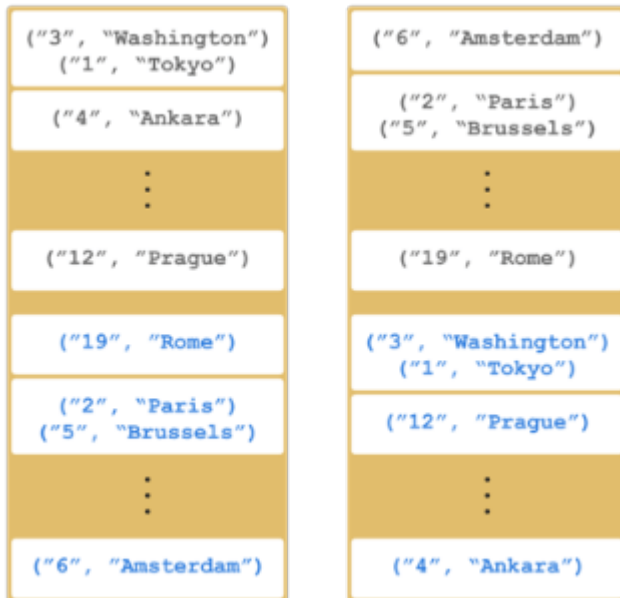 (″3″, “Washington″)
(″1″, “Tokyo″)
(″4″, “Ankara″)
(″12″, ″Prague″)
(″19″, ″Rome″)
(″2″, “Paris″)
(″5″, “Brussels″)
(″6″, ″Amsterdam″)
(″6″, ″Amsterdam″)
(″2″, “Paris″)
(″5″, “Brussels″)
(″19″, ″Rome″)
(″3″, “Washington″)
(″1″, “Tokyo″)
(″12″, ″Prague″)
(″4″, “Ankara″)